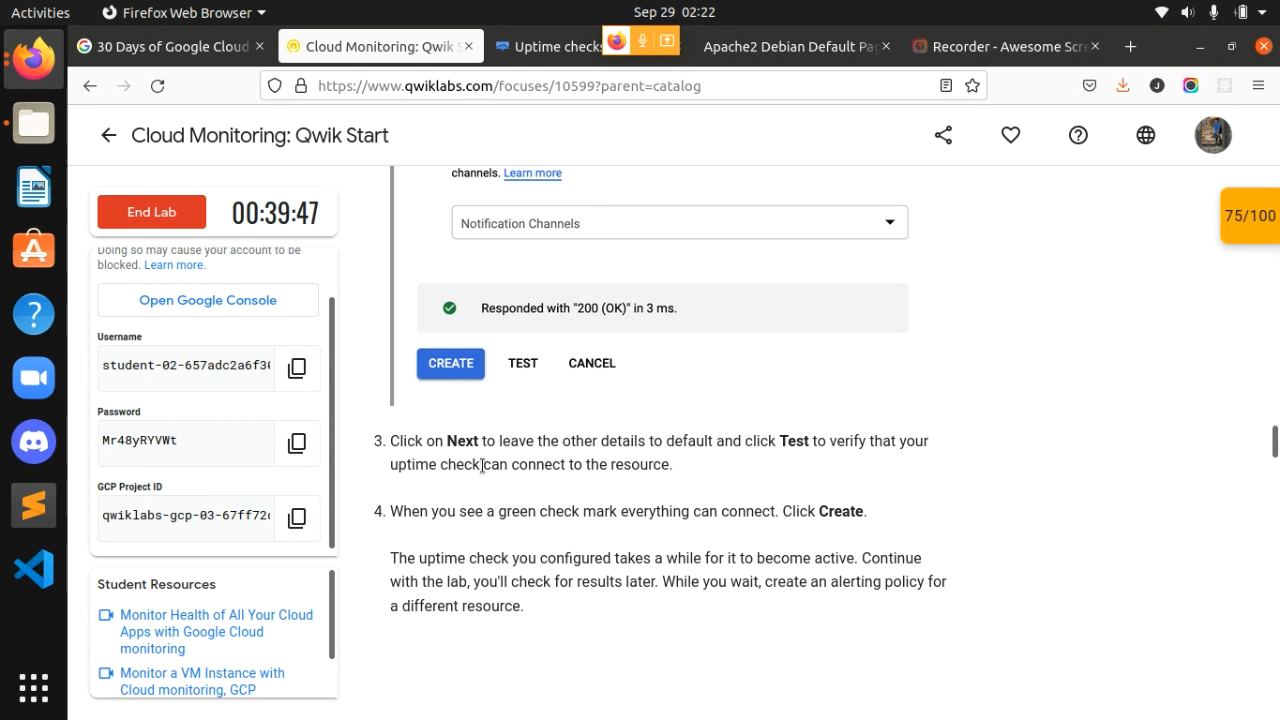 Activities
Firefox Web Browser
Sep 29 02:22
30 Days of Google Cloud
Cloud Monitoring: Qwik S
Uptime checks
Apache2 Debian Default Pa
Recorder - Awesome Scre
https://www.qwiklabs.com/focuses/10599?parent=catalog
Cloud Monitoring: Qwik Start
End Lab
00:39:47
Doing so may cause your account to be
blocked. Learn more.
Open Google Console
Username
student-02-657adc2a6f3
Password
Mr48yRYVWt
GCP Project ID
qwiklabs-gcp-03-67ff72
Student Resources
Monitor Health of All Your Cloud
Apps with Google Cloud
monitoring
Monitor a VM Instance with
Cloud monitoring, GCP
channels. Learn more
Notification Channels
Responded with "200 (OK)" in 3 ms.
CREATE TEST CANCEL
3. Click on Next to leave the other details to default and click Test to verify that your
uptime check can connect to the resource.
4. When you see a green check mark everything can connect. Click Create.
The uptime check you configured takes a while for it to become active. Continue
with the lab, you'll check for results later. While you wait, create an alerting policy for
a different resource.
75/100